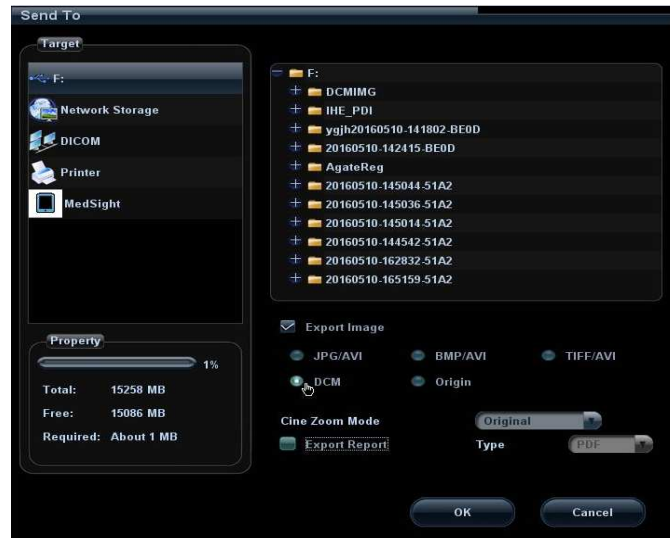 Send To
Target
F:
Network Storage
DICOM
Printer
MedSight
Property
1%
Total: 15258 MB
Free: 15086 MB
Required: About 1 MB
F:
DCMIMG
IHE_PDI
ygjh20160510-141802-BE0D
20160510-142415-BE0D
AgateReg
20160510-145044-51A2
20160510-145036-51A2
20160510-145014-51A2
20160510-144542-51A2
20160510-162832-51A2
20160510-165159-51A2
Export Image
JPG/AVI BMP/AVI TIFF/AVI
DCM Origin
Cine Zoom Mode Original
Export Report Type PDF
OK Cancel